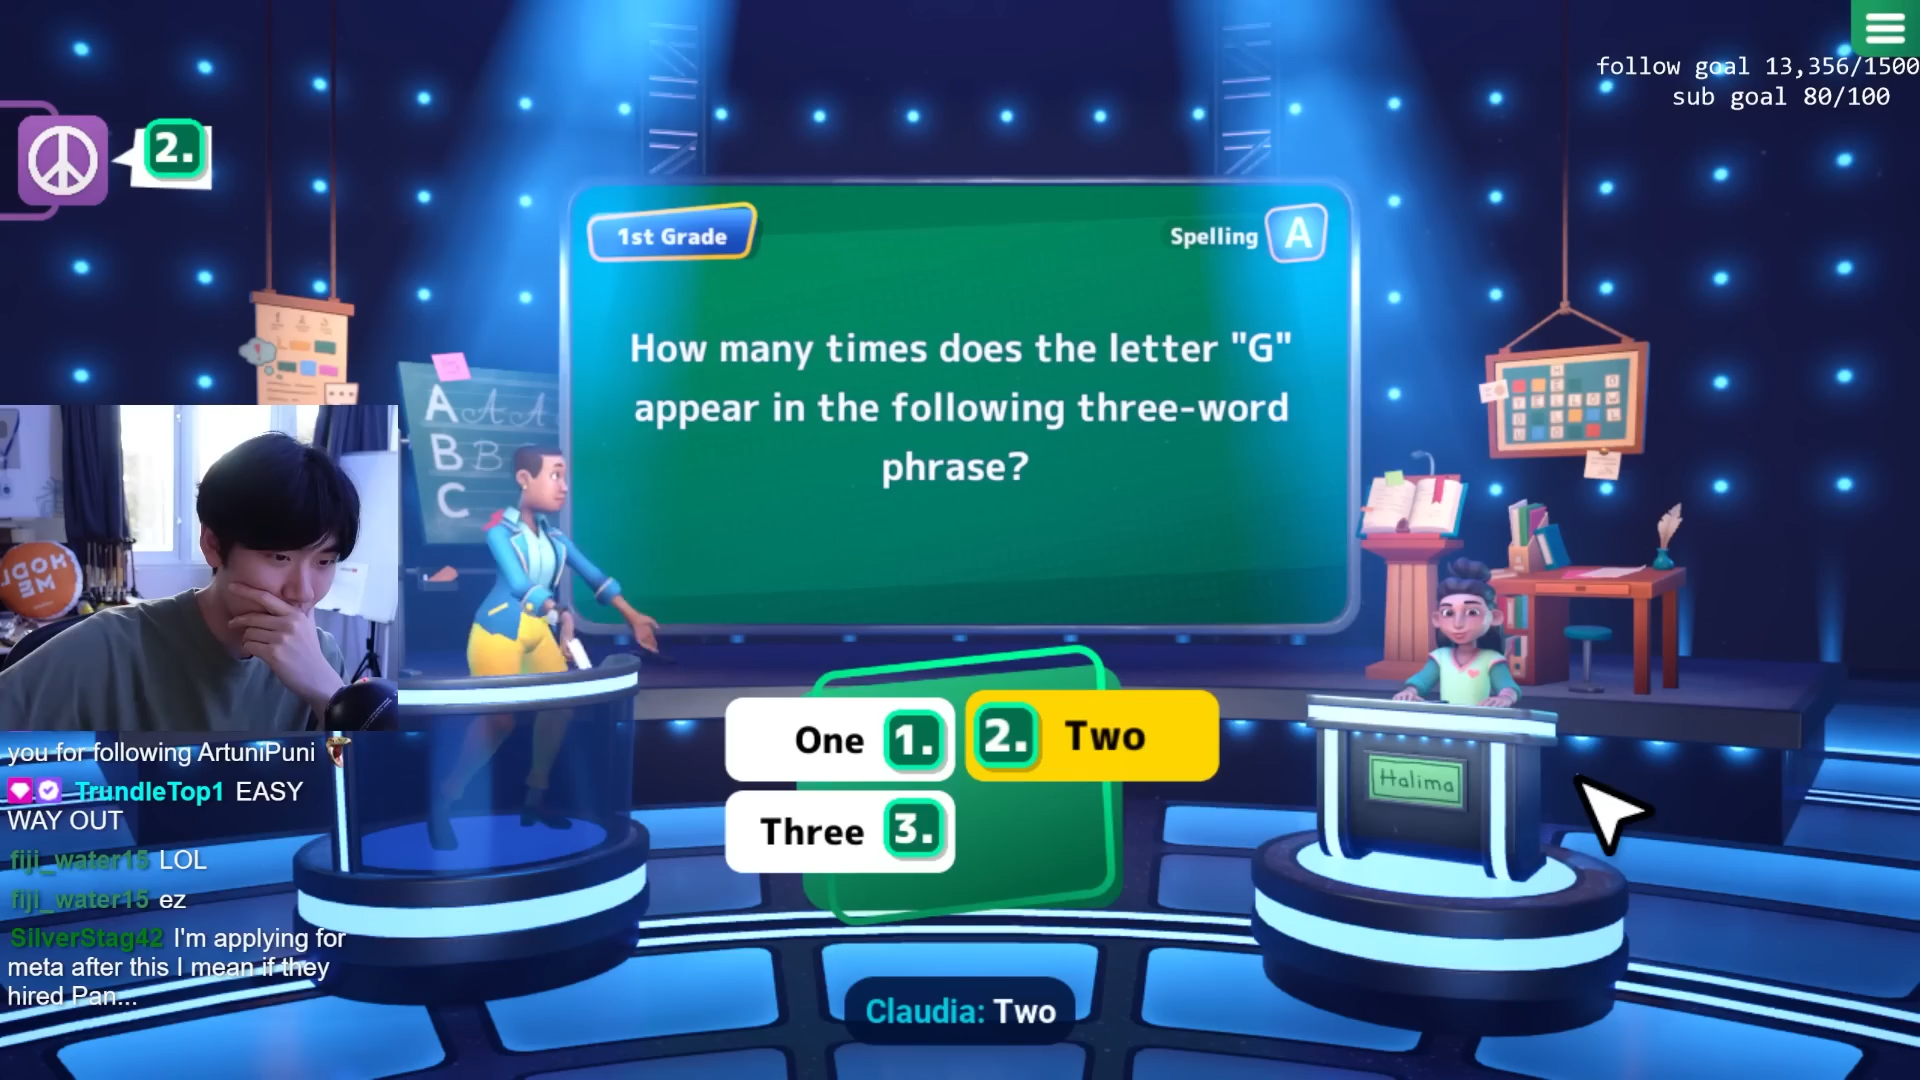 follow goal 13,356/1500
sub goal 80/100
2.
1st Grade
Spelling A
How many times does the letter "G"
appear in the following three-word
phrase?
A A A
B B
C
HODL
ME
One 1.
2. Two
Three 3.
Halima
Claudia: Two
you for following ArtuniPuni
TrundleTop1 EASY
WAY OUT
fiji_water15 LOL
fiji_water15 ez
SilverStag42 I'm applying for
meta after this I mean if they
hired Pan...